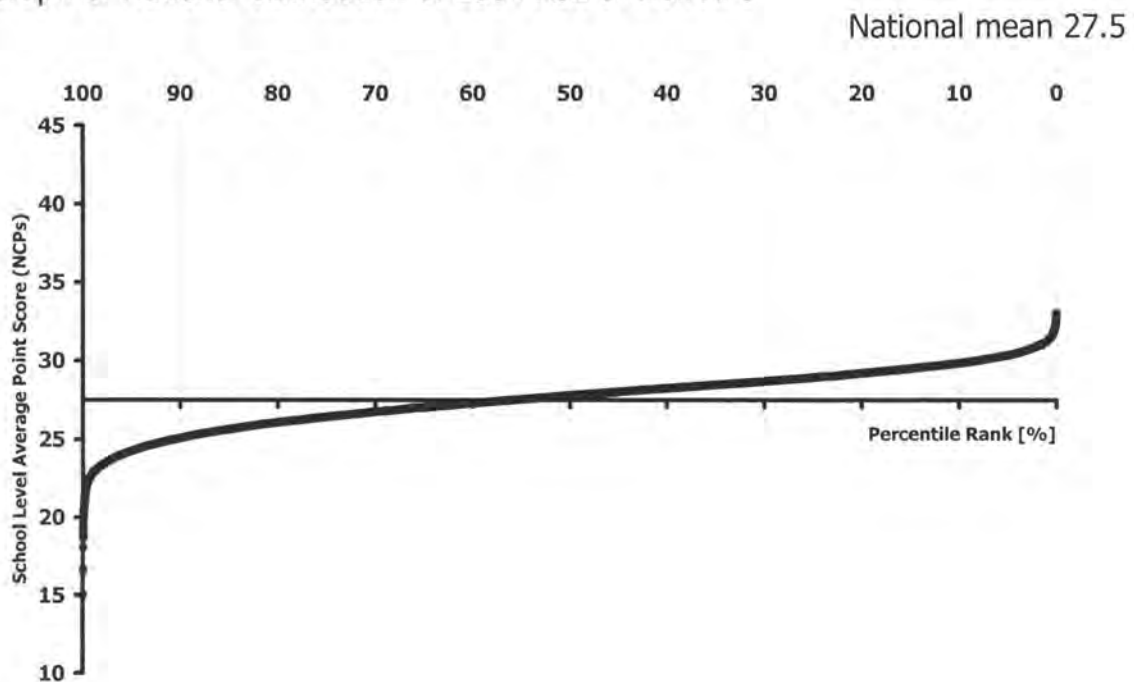 National mean 27.5
100 90 80 70 60 50 40 30 20 10 0
45
40
35
30
25
20
15
10
School Level Average Point Score (NCPs)
Percentile Rank [%]